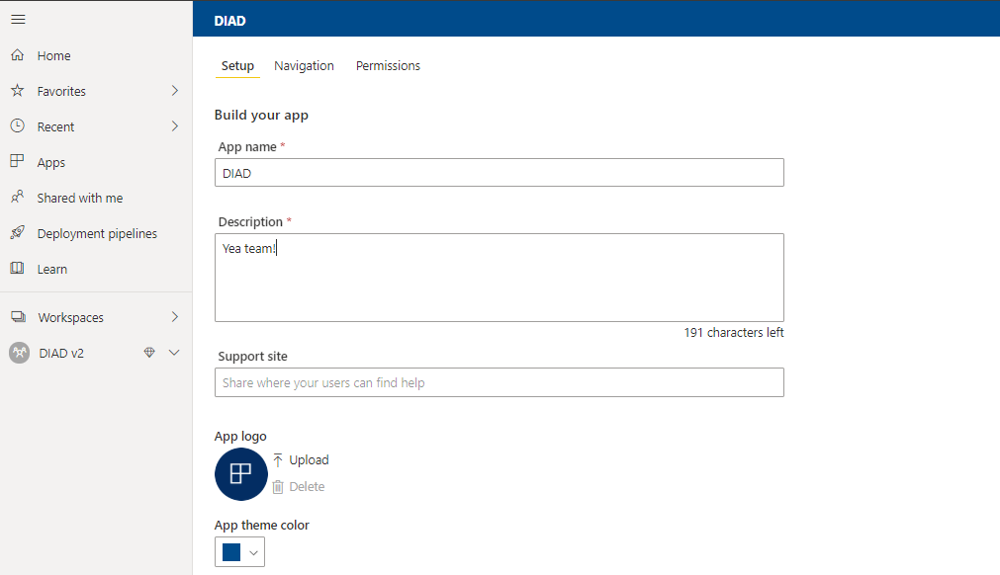 DIAD
Home
Favorites
Recent
Apps
Shared with me
Deployment pipelines
Learn
Workspaces
DIAD v2
Setup Navigation Permissions
Build your app
App name *
DIAD
Description *
Yea team!
191 characters left
Support site
Share where your users can find help
App logo
Upload
Delete
App theme color